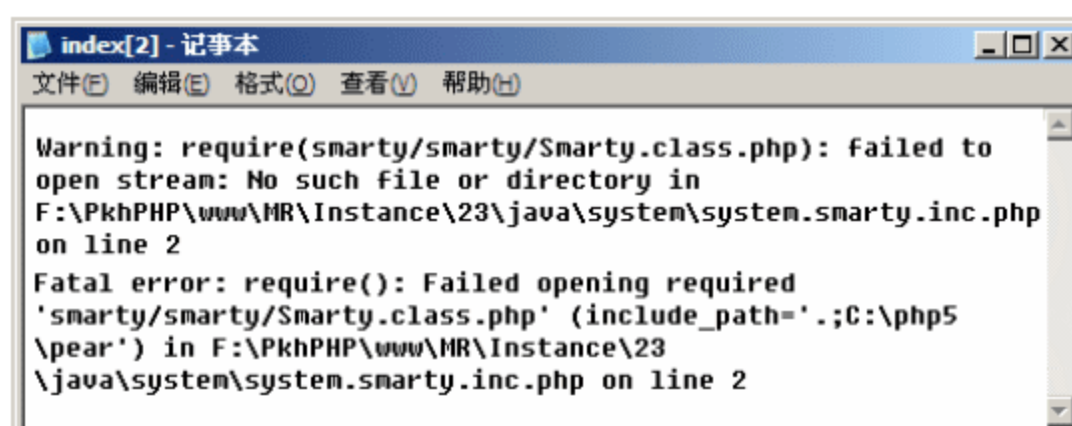 index[2] - 记事本
文件(F) 编辑(E) 格式(O) 查看(V) 帮助(H)
Warning: require(smarty/smarty/Smarty.class.php): failed to
open stream: No such file or directory in
F:\PkhPHP\www\MR\Instance\23\java\system\system.smarty.inc.php
on line 2
Fatal error: require(): Failed opening required
'smarty/smarty/Smarty.class.php' (include_path='.;C:\php5
\pear') in F:\PkhPHP\www\MR\Instance\23
\java\system\system.smarty.inc.php on line 2